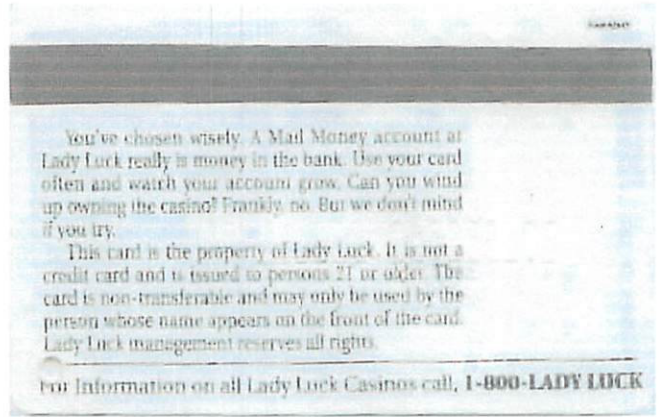 You've chosen wisely. A Mail Money account at
Lady Luck really is money in the bank. Use your card
often and watch your account grow. Can you wind
up owning the casino? Frankly, no. But we don't mind
if you try.
This card is the property of Lady Luck. It is not a
credit card and is issued to persons 21 or older. The
card is non-transferable and may only be used by the
person whose name appears on the front of the card.
Lady Luck management reserves all rights.
For Information on all Lady Luck Casinos call, 1-800-LADY LUCK